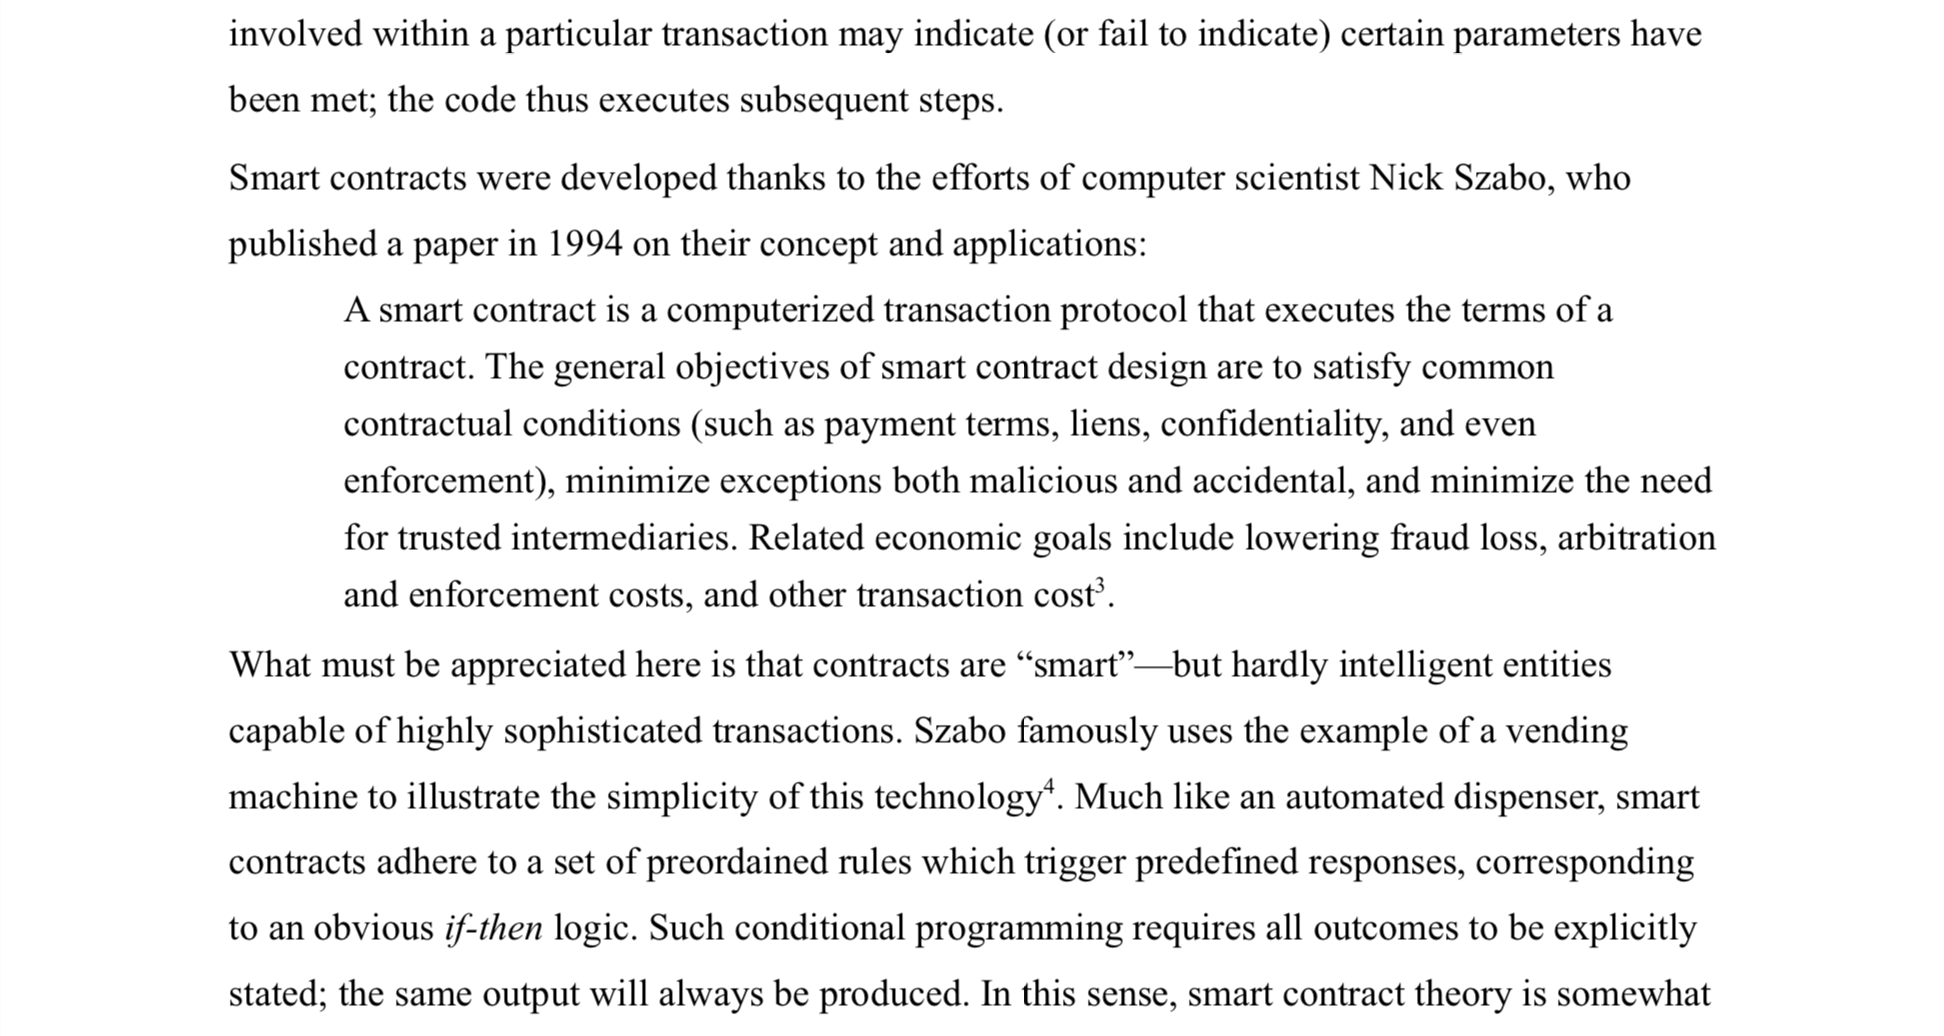 involved within a particular transaction may indicate (or fail to indicate) certain parameters have
been met; the code thus executes subsequent steps.
Smart contracts were developed thanks to the efforts of computer scientist Nick Szabo, who
published a paper in 1994 on their concept and applications:
A smart contract is a computerized transaction protocol that executes the terms of a
contract. The general objectives of smart contract design are to satisfy common
contractual conditions (such as payment terms, liens, confidentiality, and even
enforcement), minimize exceptions both malicious and accidental, and minimize the need
for trusted intermediaries. Related economic goals include lowering fraud loss, arbitration
and enforcement costs, and other transaction cost³.
What must be appreciated here is that contracts are “smart”—but hardly intelligent entities
capable of highly sophisticated transactions. Szabo famously uses the example of a vending
machine to illustrate the simplicity of this technology⁴. Much like an automated dispenser, smart
contracts adhere to a set of preordained rules which trigger predefined responses, corresponding
to an obvious if-then logic. Such conditional programming requires all outcomes to be explicitly
stated; the same output will always be produced. In this sense, smart contract theory is somewhat